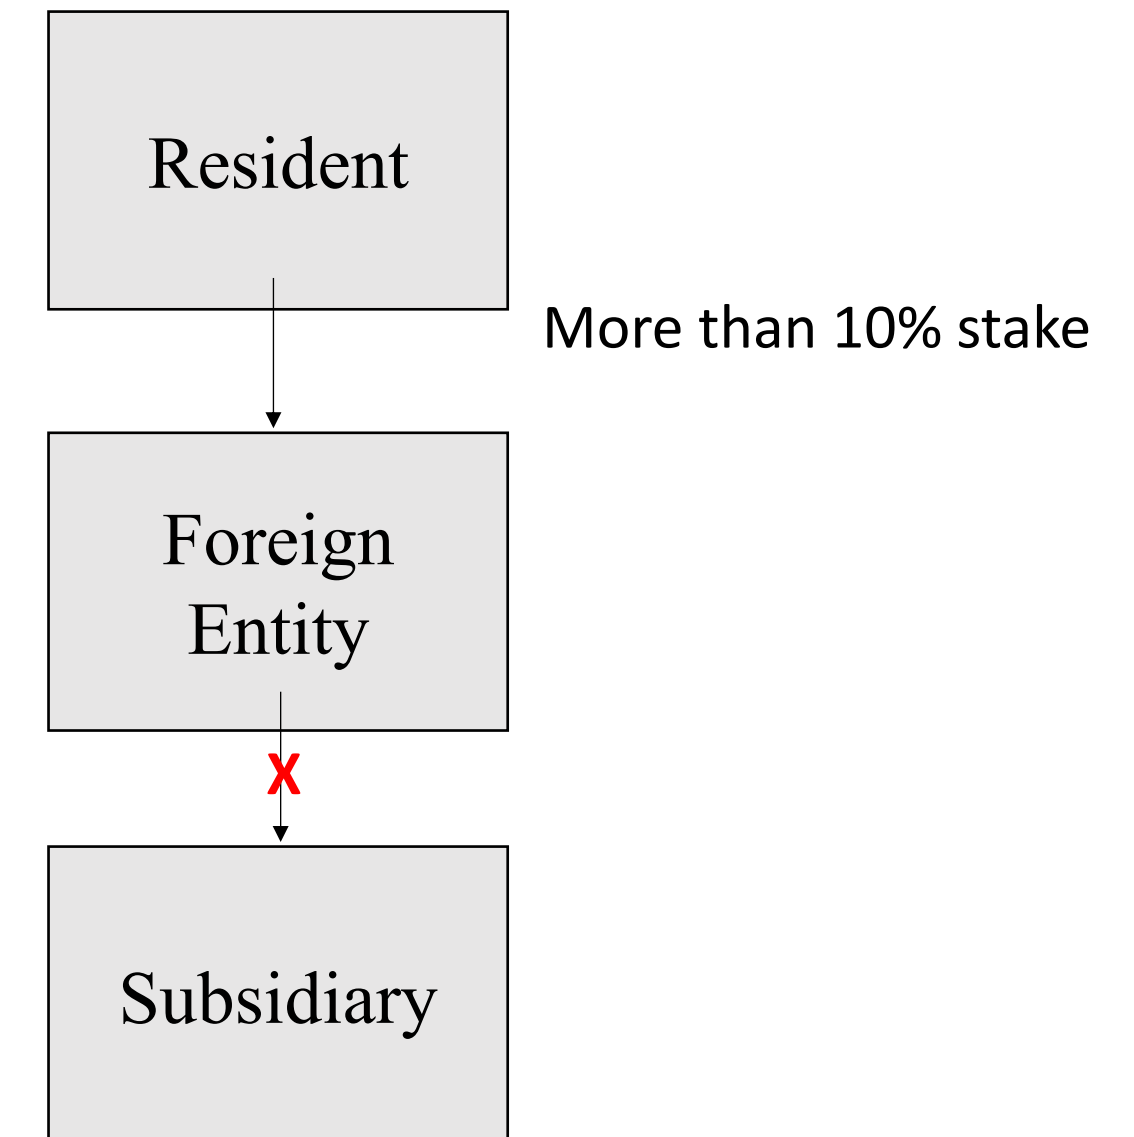 Resident
More than 10% stake
Foreign
Entity
X
Subsidiary